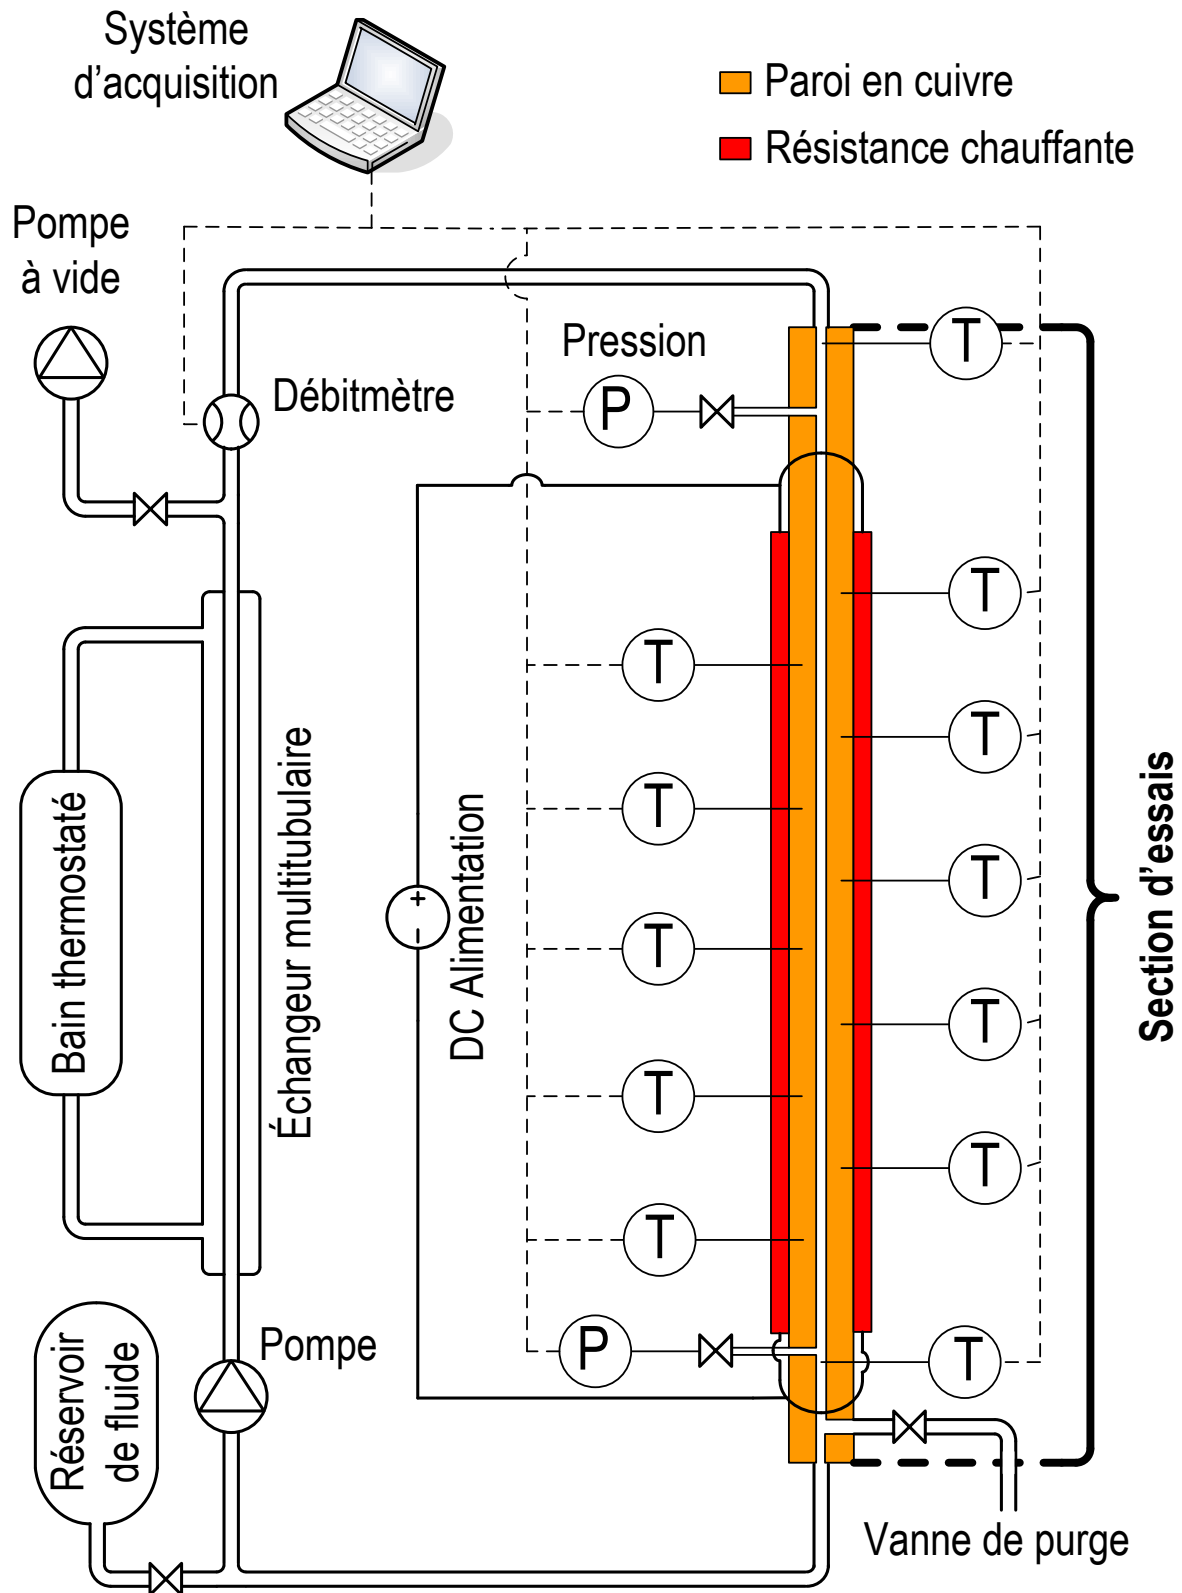 Système
d’acquisition
Paroi en cuivre
Résistance chauffante
Pompe
à vide
Débitmètre
Pression
T
P
T
T
T
T
T
T
T
T
T
T
P
T
+
-
DC Alimentation
Échangeur multitubulaire
Bain thermostaté
Section d’essais
Réservoir
de fluide
Pompe
Vanne de purge